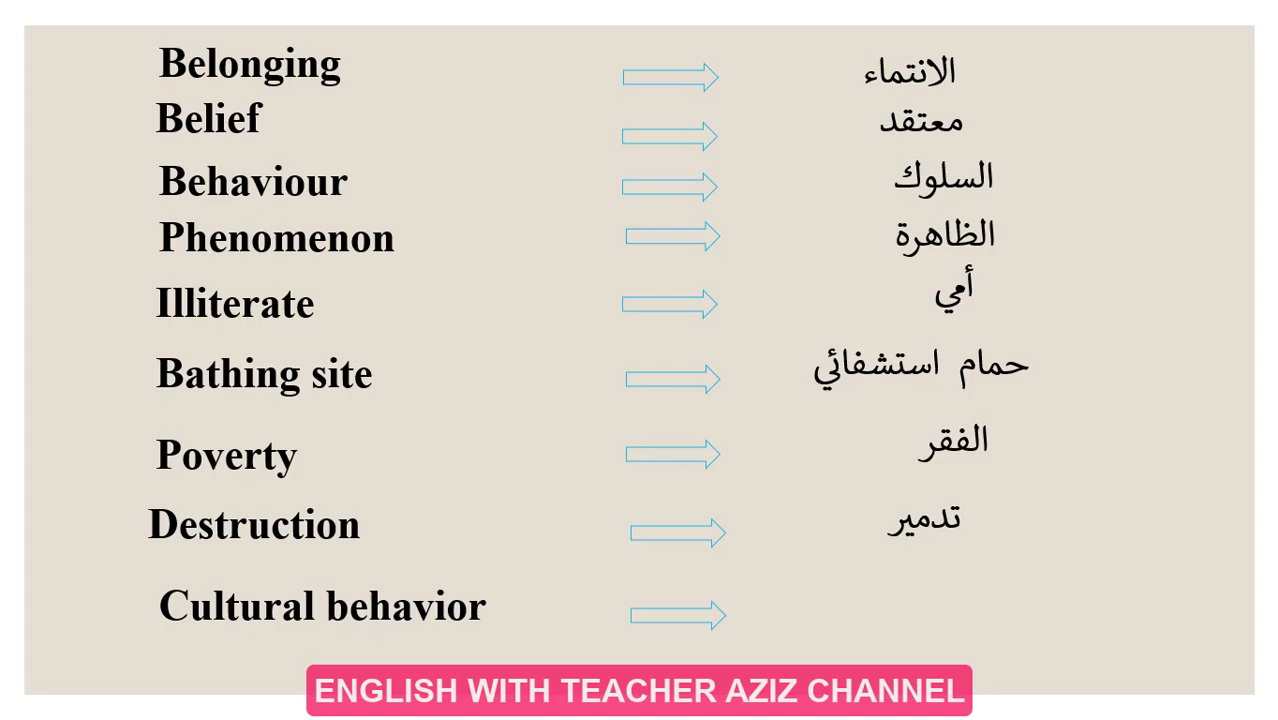 Belonging الانتماء
Belief معتقد
Behaviour السلوك
Phenomenon الظاهرة
Illiterate أمي
Bathing site حمام استشفائي
Poverty الفقر
Destruction تدمير
Cultural behavior
ENGLISH WITH TEACHER AZIZ CHANNEL